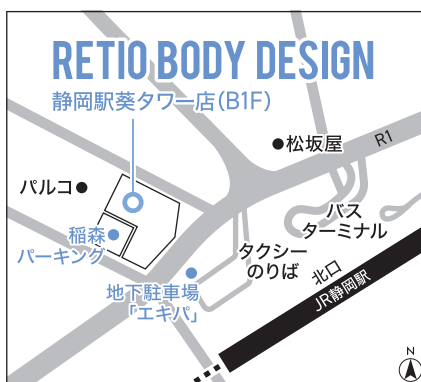 RETIO BODY DESIGN
静岡駅葵タワー店(B1F)
●松坂屋
R1
パルコ●
バス
ターミナル
稲森
パーキング
タクシー
のりば
北口
地下駐車場
「エキパ」
JR静岡駅
N